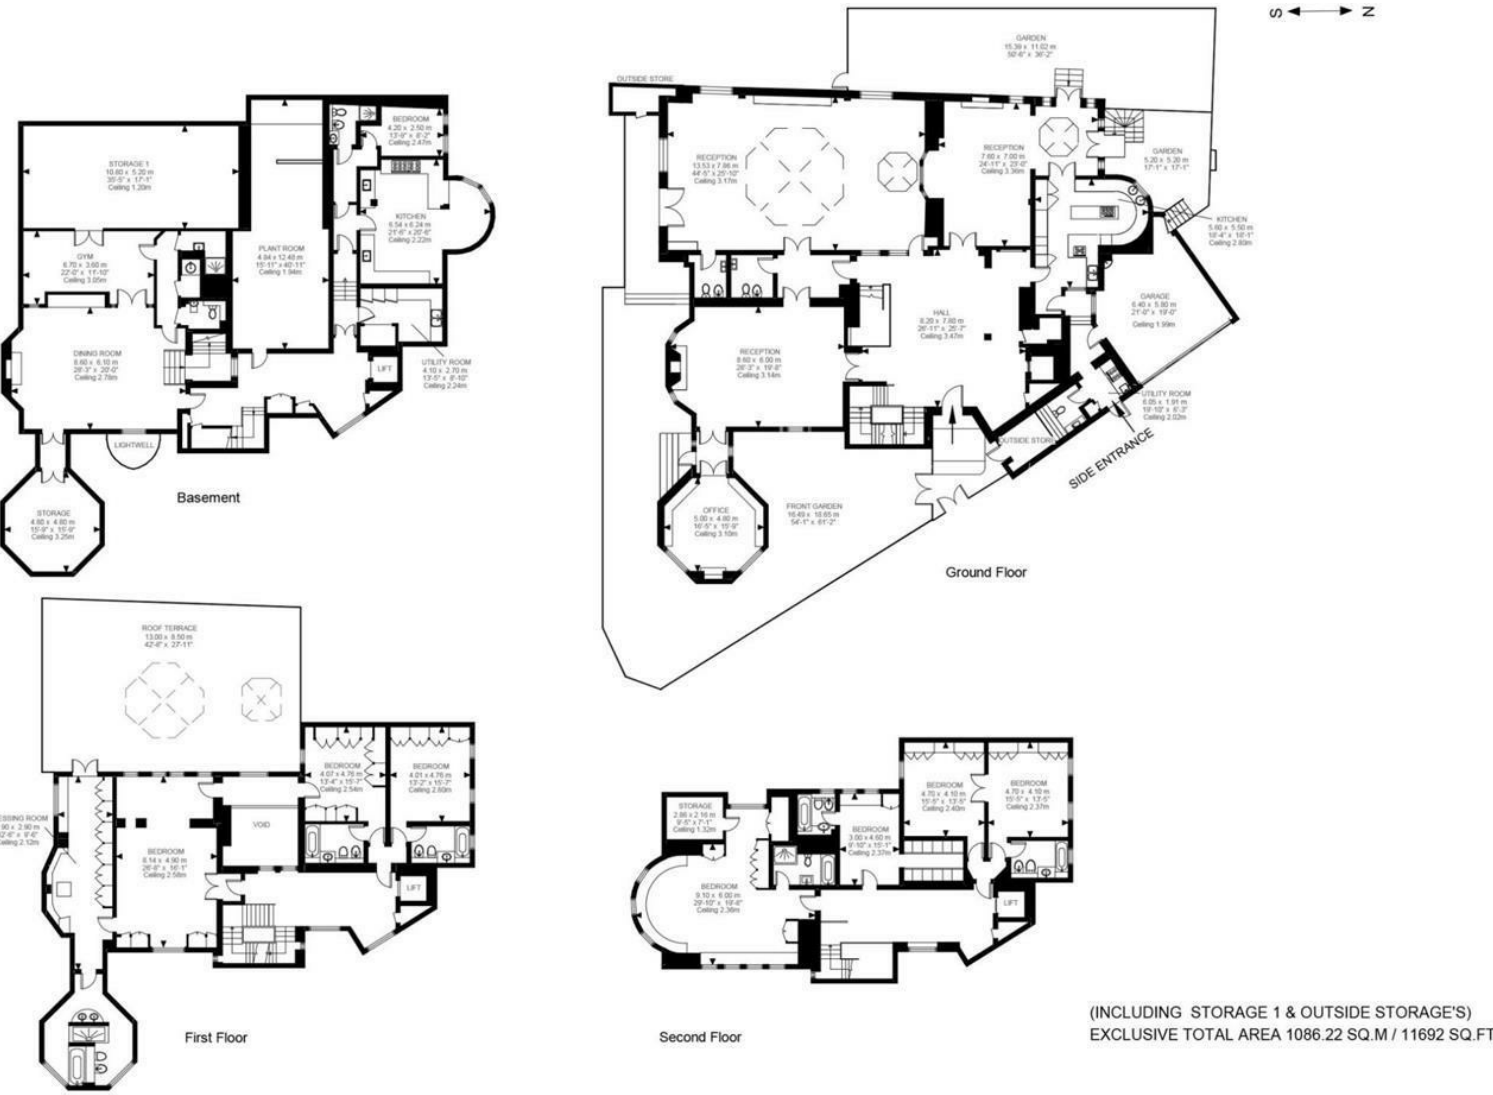 S N
GARDEN
15.39 x 11.02 m
50'-6" x 36'-2"
OUTSIDE STORE
RECEPTION
13.53 x 7.86 m
44'-5" x 25'-10"
Ceiling 3.17m
RECEPTION
7.60 x 7.00 m
24'-11" x 23'-0"
Ceiling 3.36m
GARDEN
5.20 x 5.20 m
17'-1" x 17'-1"
KITCHEN
5.60 x 5.50 m
18'-4" x 18'-1"
Ceiling 2.80m
GARAGE
6.40 x 5.80 m
21'-0" x 19'-0"
Ceiling 1.99m
HALL
8.20 x 7.80 m
26'-11" x 25'-7"
Ceiling 3.47m
RECEPTION
8.60 x 6.00 m
28'-3" x 19'-8"
Ceiling 3.14m
UTILITY ROOM
6.05 x 1.91 m
19'-10" x 6'-3"
Ceiling 2.02m
OUTSIDE STORE
SIDE ENTRANCE
OFFICE
5.00 x 4.80 m
16'-5" x 15'-9"
Ceiling 3.10m
FRONT GARDEN
16.49 x 18.65 m
54'-1" x 61'-2"
Ground Floor
STORAGE 1
10.80 x 5.20 m
35'-5" x 17'-1"
Ceiling 1.20m
BEDROOM
4.20 x 2.50 m
13'-9" x 8'-2"
Ceiling 2.47m
KITCHEN
6.54 x 6.24 m
21'-6" x 20'-6"
Ceiling 2.22m
GYM
6.70 x 3.60 m
22'-0" x 11'-10"
Ceiling 3.05m
PLANT ROOM
4.84 x 12.48 m
15'-11" x 40'-11"
Ceiling 1.94m
DINING ROOM
8.60 x 6.10 m
28'-3" x 20'-0"
Ceiling 2.78m
LIFT
UTILITY ROOM
4.10 x 2.70 m
13'-5" x 8'-10"
Ceiling 2.24m
LIGHTWELL
Basement
STORAGE
4.80 x 4.80 m
15'-9" x 15'-9"
Ceiling 3.25m
ROOF TERRACE
13.00 x 8.50 m
42'-8" x 27'-11"
BEDROOM
4.07 x 4.76 m
13'-4" x 15'-7"
Ceiling 2.54m
BEDROOM
4.01 x 4.76 m
13'-2" x 15'-7"
Ceiling 2.60m
ESSING ROOM
.90 x 2.90 m
2'-6" x 9'-6"
Ceiling 2.12m
VOID
BEDROOM
8.14 x 4.90 m
26'-8" x 16'-1"
Ceiling 2.58m
LIFT
First Floor
STORAGE
2.86 x 2.16 m
9'-5" x 7'-1"
Ceiling 1.32m
BEDROOM
3.00 x 4.60 m
9'-10" x 15'-1"
Ceiling 2.37m
BEDROOM
4.70 x 4.10 m
15'-5" x 13'-5"
Ceiling 2.40m
BEDROOM
4.70 x 4.10 m
15'-5" x 13'-5"
Ceiling 2.37m
BEDROOM
9.10 x 6.00 m
29'-10" x 19'-8"
Ceiling 2.36m
LIFT
Second Floor
(INCLUDING STORAGE 1 & OUTSIDE STORAGE'S)
EXCLUSIVE TOTAL AREA 1086.22 SQ.M / 11692 SQ.FT